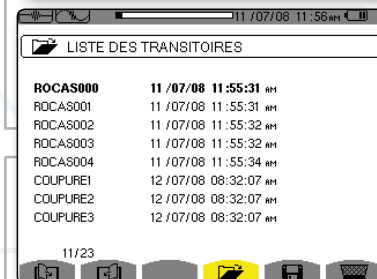 11 /07/08 11:56 AM
LISTE DES TRANSITOIRES
ROCAS000 11 /07/08 11:55:31 AM
ROCAS001 11 /07/08 11:55:31 AM
ROCAS002 11 /07/08 11:55:32 AM
ROCAS003 11 /07/08 11:55:32 AM
ROCAS004 11 /07/08 11:55:34 AM
COUPURE1 12 /07/08 08:32:07 AM
COUPURE2 12 /07/08 08:32:07 AM
COUPURE3 12 /07/08 08:32:07 AM
11/23